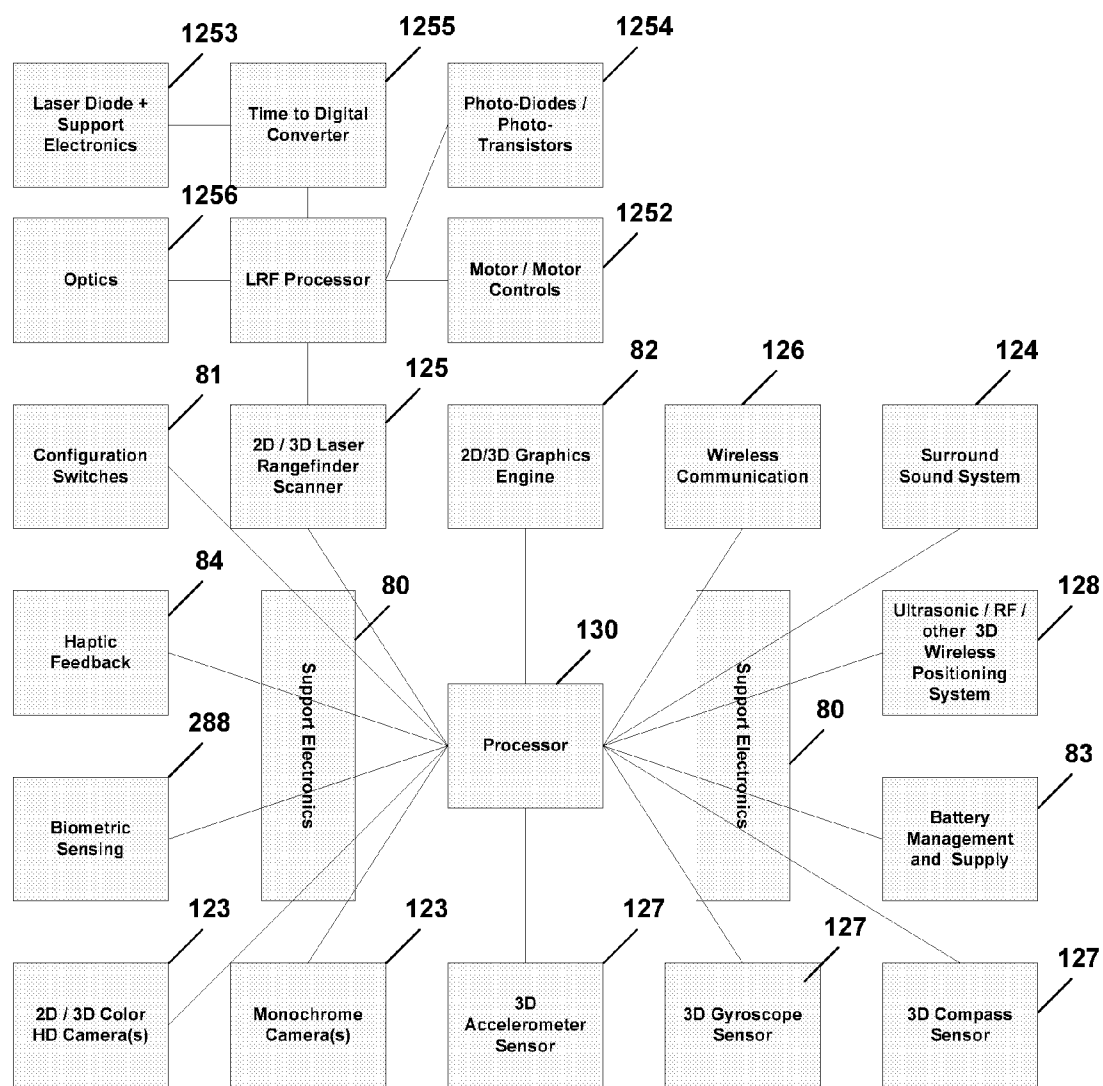 1253
1255
1254
Laser Diode +
Support
Electronics
Time to Digital
Converter
Photo-Diodes /
Photo-
Transistors
1256
1252
Optics
LRF Processor
Motor / Motor
Controls
81
125
82
126
124
Configuration
Switches
2D / 3D Laser
Rangefinder
Scanner
2D/3D Graphics
Engine
Wireless
Communication
Surround
Sound System
84
80
130
128
Haptic
Feedback
Support Electronics
Processor
Support Electronics
Ultrasonic / RF /
other 3D
Wireless
Positioning
System
288
80
83
Biometric
Sensing
Battery
Management
and Supply
123
123
127
127
127
2D / 3D Color
HD Camera(s)
Monochrome
Camera(s)
3D
Accelerometer
Sensor
3D Gyroscope
Sensor
3D Compass
Sensor